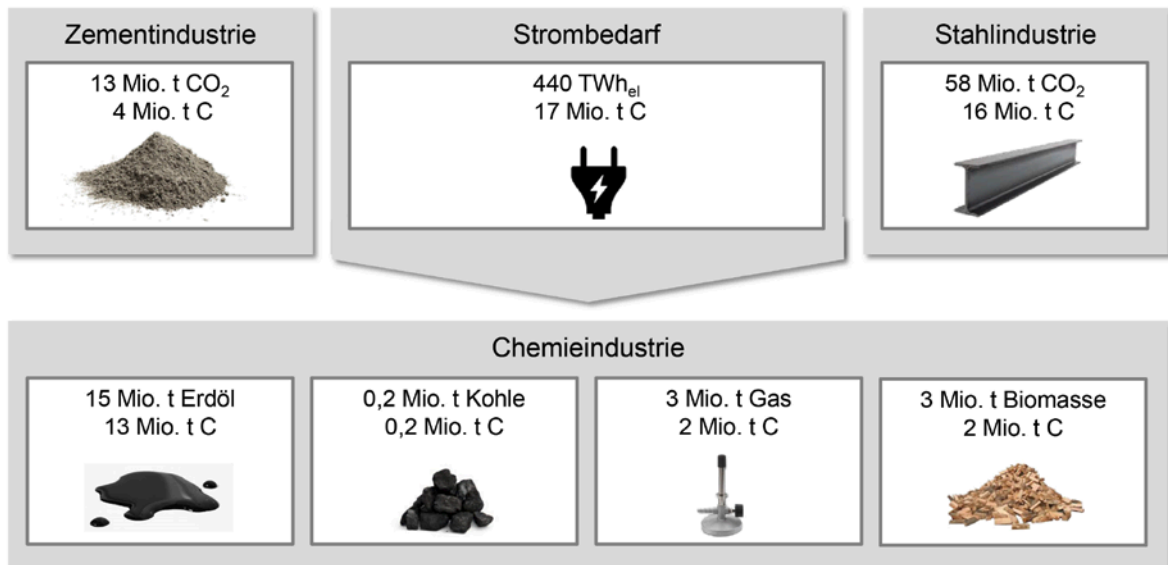 Zementindustrie
13 Mio. t CO₂
4 Mio. t C
Strombedarf
440 TWhₑₗ
17 Mio. t C
Stahlindustrie
58 Mio. t CO₂
16 Mio. t C
Chemieindustrie
15 Mio. t Erdöl
13 Mio. t C
0,2 Mio. t Kohle
0,2 Mio. t C
3 Mio. t Gas
2 Mio. t C
3 Mio. t Biomasse
2 Mio. t C